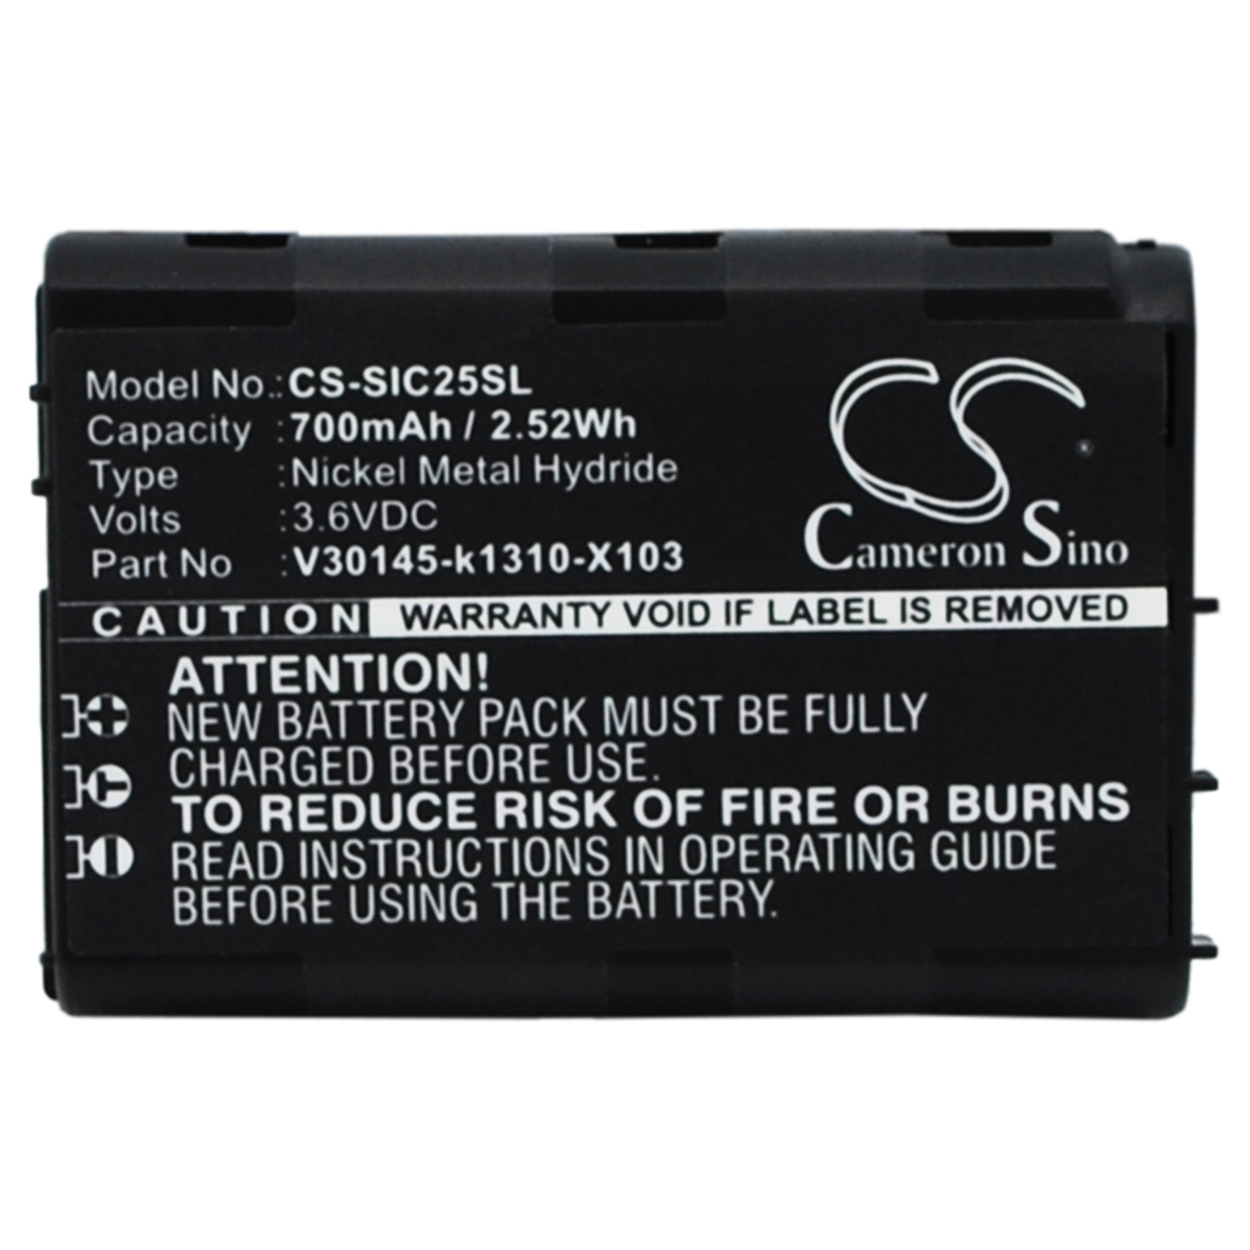 Model No.: CS-SIC25SL
Capacity : 700mAh / 2.52Wh
Type : Nickel Metal Hydride
Volts : 3.6VDC
Part No : V30145-k1310-X103
CS
Cameron Sino
CAUTION WARRANTY VOID IF LABEL IS REMOVED
ATTENTION!
NEW BATTERY PACK MUST BE FULLY
CHARGED BEFORE USE.
TO REDUCE RISK OF FIRE OR BURNS
READ INSTRUCTIONS IN OPERATING GUIDE
BEFORE USING THE BATTERY.